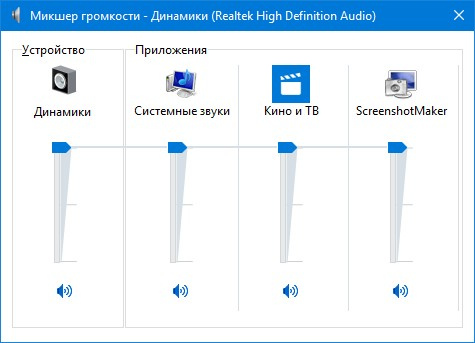 Микшер громкости - Динамики (Realtek High Definition Audio)
Устройство
Приложения
Динамики
Системные звуки
Кино и ТВ
ScreenshotMaker